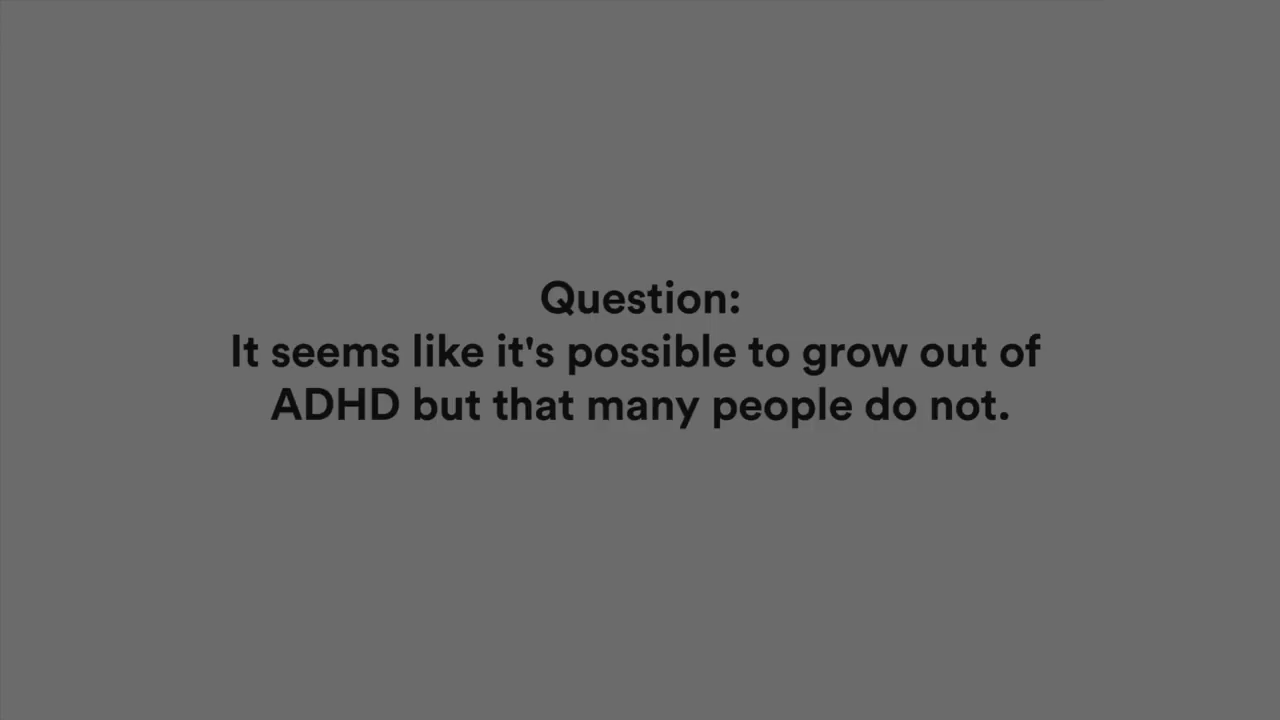 Question:
It seems like it's possible to grow out of
ADHD but that many people do not.